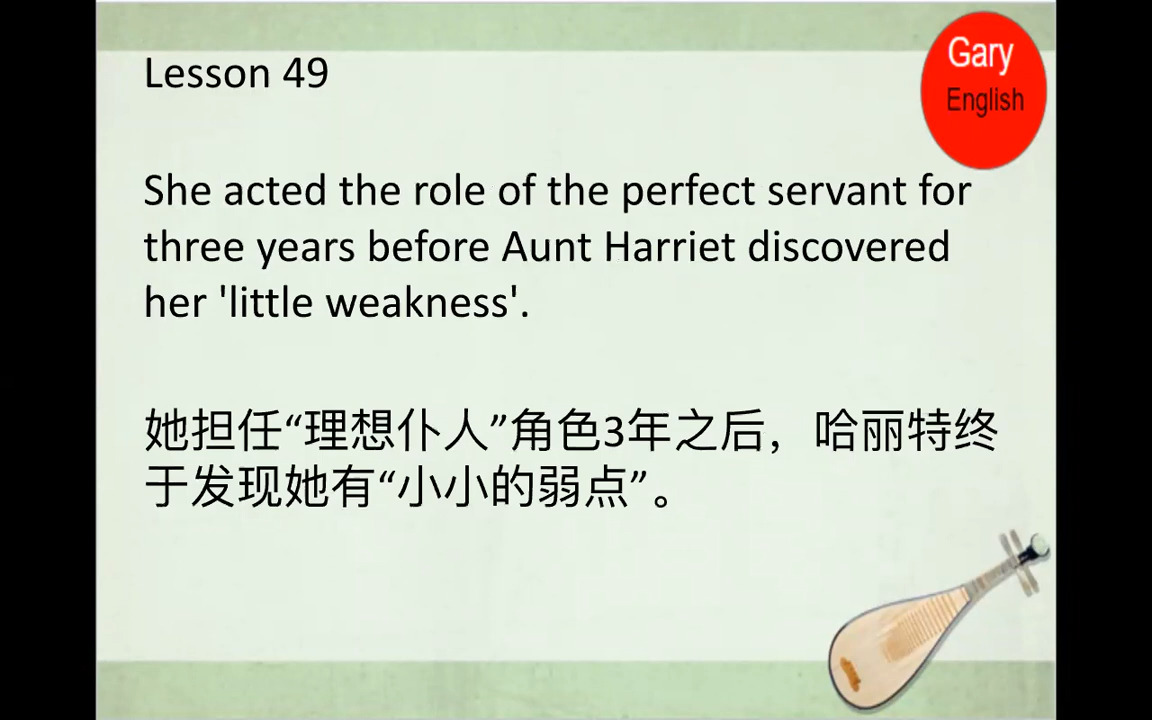 Lesson 49
Gary
English
She acted the role of the perfect servant for
three years before Aunt Harriet discovered
her 'little weakness'.
她担任“理想仆人”角色3年之后，哈丽特终
于发现她有“小小的弱点”。